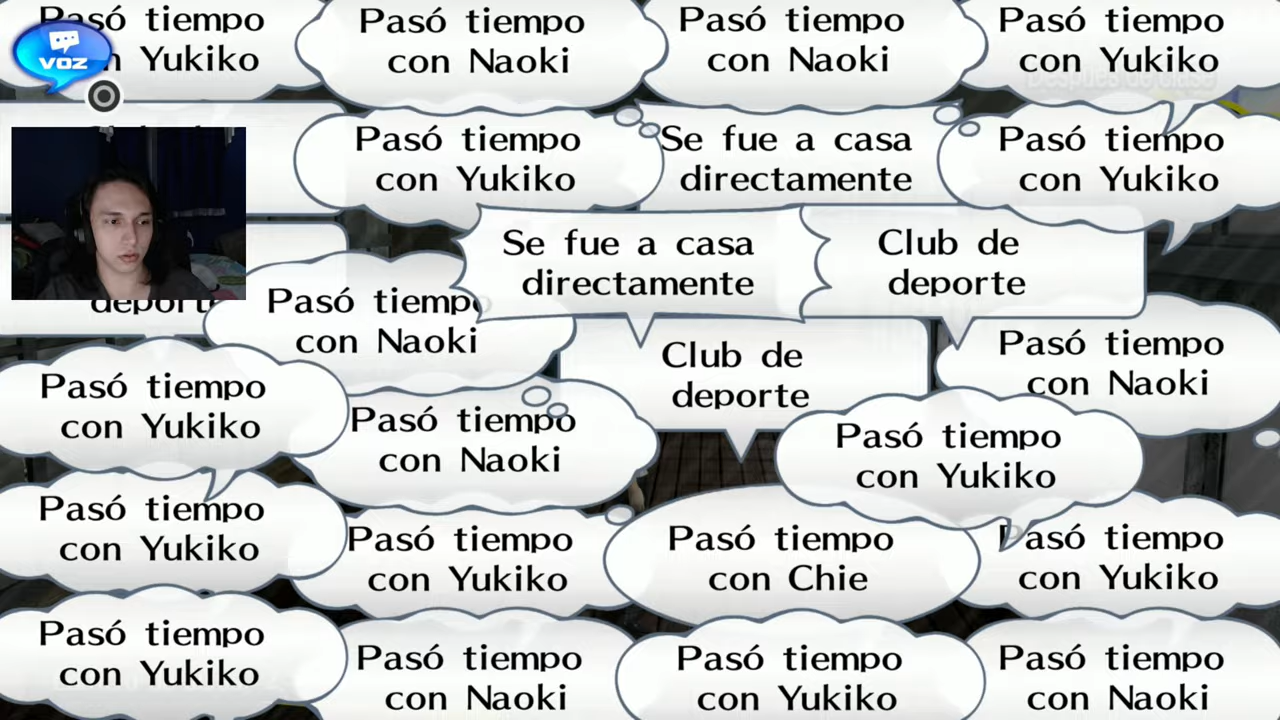 Pasó tiempo
con Yukiko
Pasó tiempo
con Naoki
Pasó tiempo
con Naoki
Pasó tiempo
con Yukiko
VOZ
Después de clase
Pasó tiempo
con Yukiko
Se fue a casa
directamente
Pasó tiempo
con Yukiko
Se fue a casa
directamente
Club de
deporte
deporte
Pasó tiempo
con Naoki
Club de
deporte
Pasó tiempo
con Naoki
Pasó tiempo
con Yukiko
Pasó tiempo
con Naoki
Pasó tiempo
con Yukiko
Pasó tiempo
con Yukiko
Pasó tiempo
con Yukiko
Pasó tiempo
con Chie
Pasó tiempo
con Yukiko
Pasó tiempo
con Yukiko
Pasó tiempo
con Naoki
Pasó tiempo
con Yukiko
Pasó tiempo
con Naoki